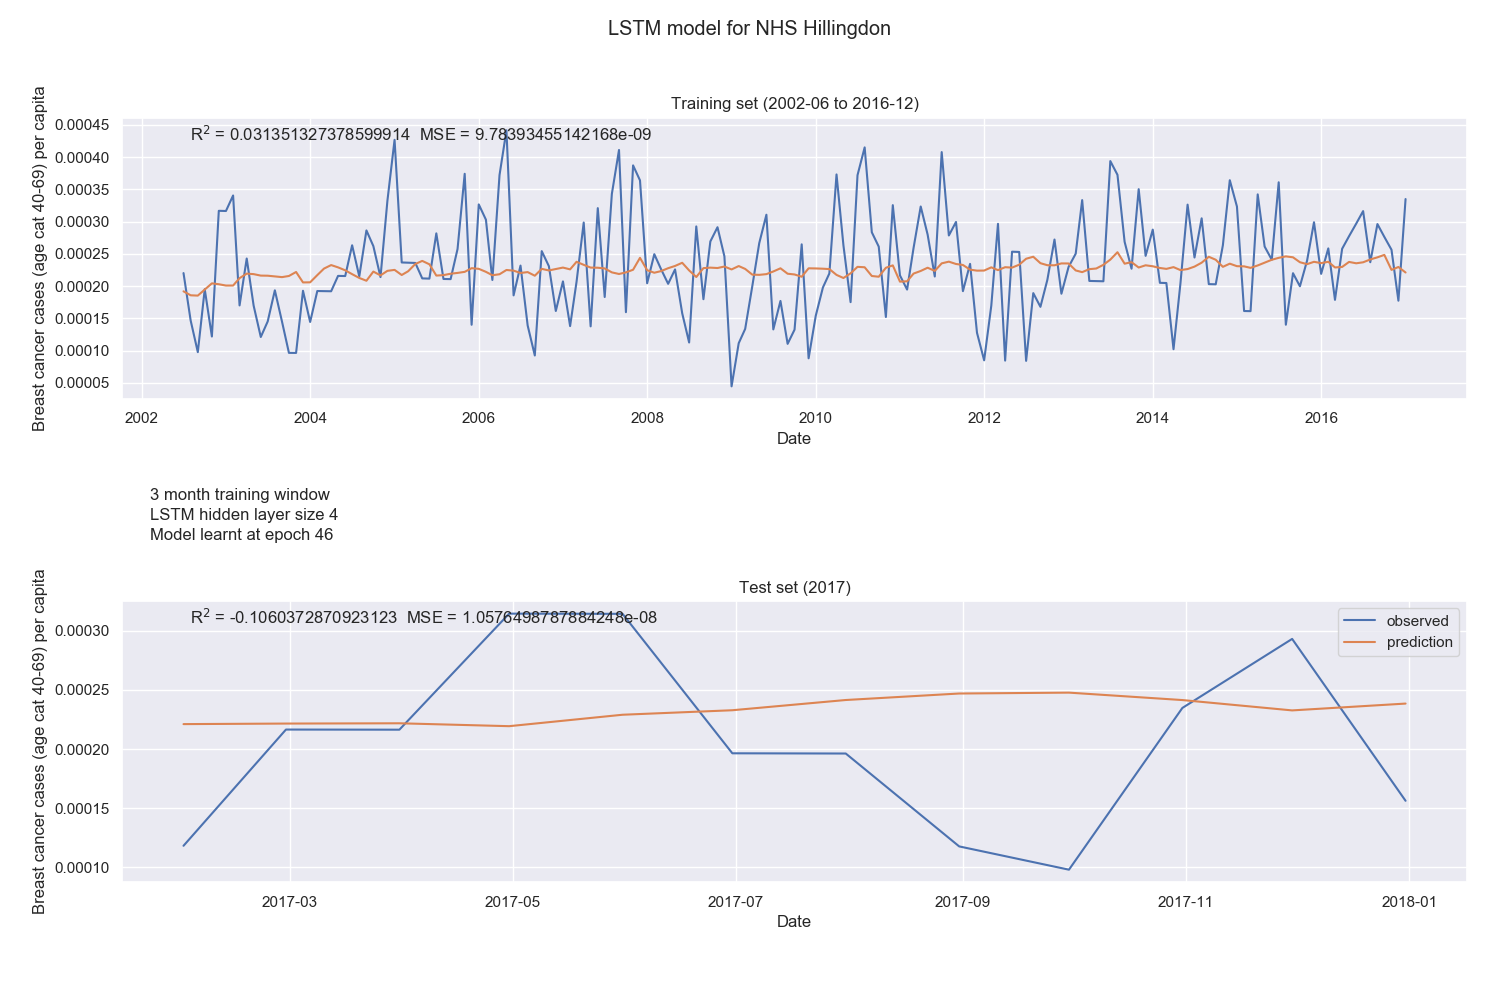 LSTM model for NHS Hillingdon
Training set (2002-06 to 2016-12)
R² = 0.031351327378599914 MSE = 9.78393455142168e-09
Breast cancer cases (age cat 40-69) per capita
0.00045
0.00040
0.00035
0.00030
0.00025
0.00020
0.00015
0.00010
0.00005
2002 2004 2006 2008 2010 2012 2014 2016
Date
3 month training window
LSTM hidden layer size 4
Model learnt at epoch 46
Test set (2017)
R² = -0.1060372870923123 MSE = 1.0576498787884248e-08
observed
prediction
Breast cancer cases (age cat 40-69) per capita
0.00030
0.00025
0.00020
0.00015
0.00010
2017-03 2017-05 2017-07 2017-09 2017-11 2018-01
Date